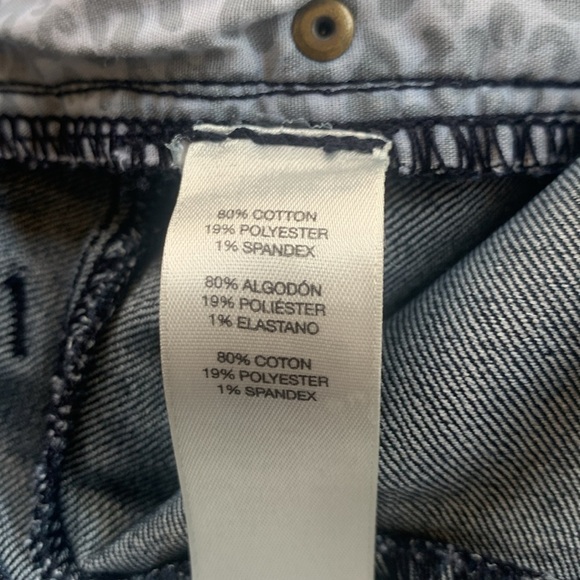 80% COTTON
19% POLYESTER
1% SPANDEX
80% ALGODÓN
19% POLIÉSTER
1% ELASTANO
80% COTON
19% POLYESTER
1% SPANDEX